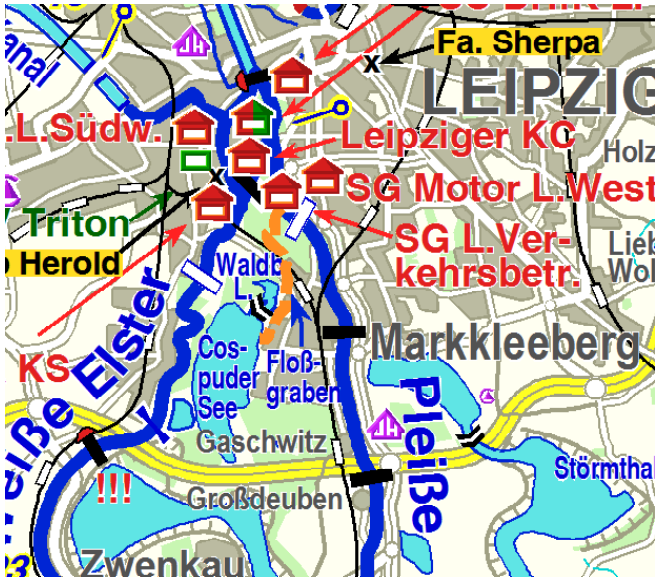 Fa. Sherpa
anal
LEIPZIG
.L.Südw.
Leipziger KC
Holz
SG Motor L.West
Triton
SG L.Ver-
kehrsbetr.
Herold
Waldb
L.
Lieb
Wol
KS
Weiße Elster
Cos-
puder
See
Floß-
graben
Markkleeberg
Pleiße
Gaschwitz
Störmthal
!!!
Großdeuben
Zwenkau